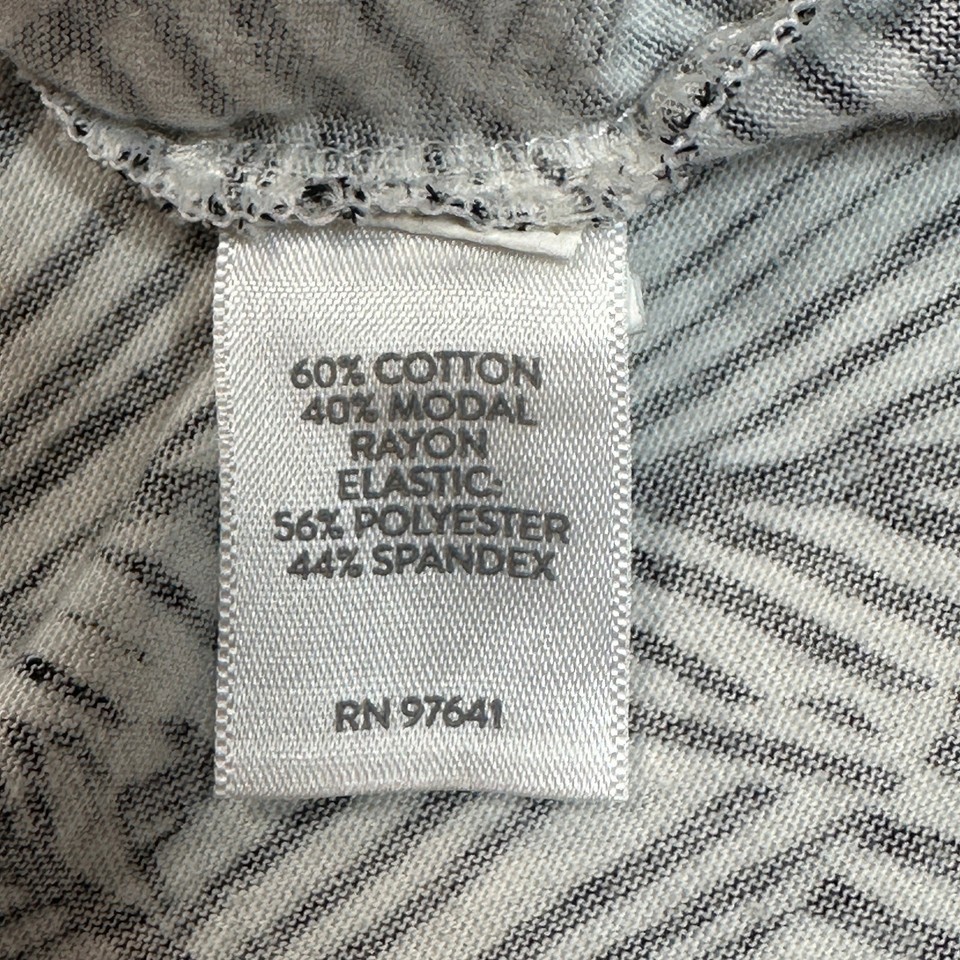 60% COTTON
40% MODAL
RAYON
ELASTIC:
56% POLYESTER
44% SPANDEX
RN 97641